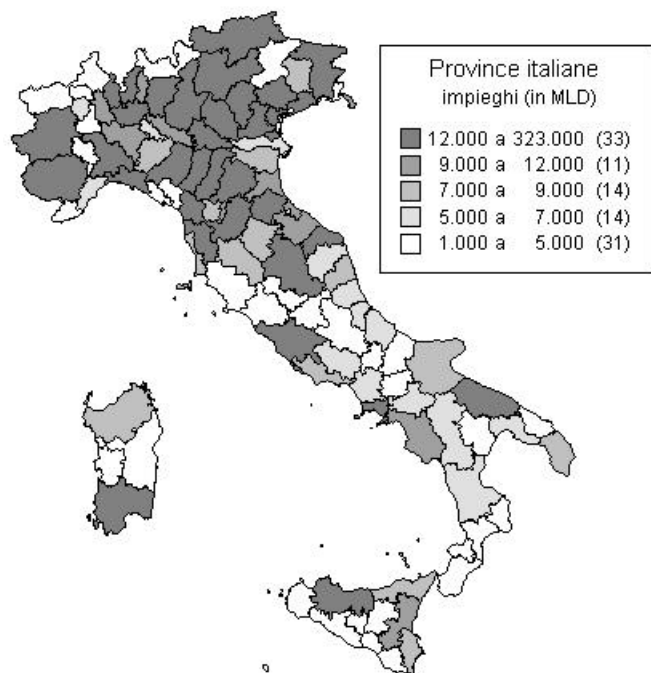 Province italiane
impieghi (in MLD)
12.000 a 323.000 (33)
9.000 a 12.000 (11)
7.000 a 9.000 (14)
5.000 a 7.000 (14)
1.000 a 5.000 (31)